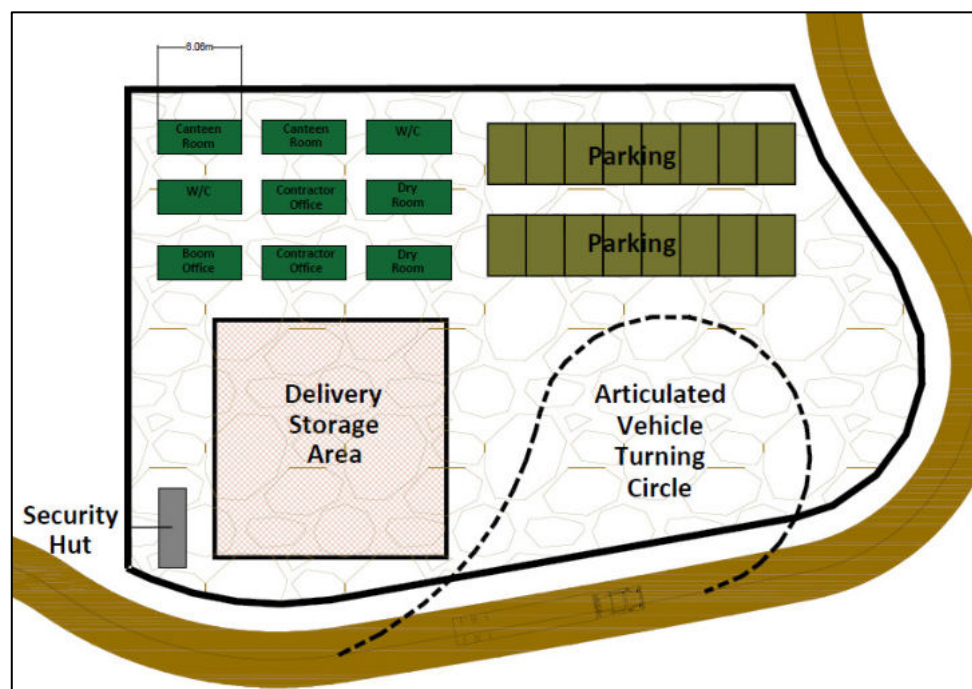 6.06m
Canteen
Room
Canteen
Room
W/C
Parking
W/C
Contractor
Office
Dry
Room
Parking
Boom
Office
Contractor
Office
Dry
Room
Delivery
Storage
Area
Articulated
Vehicle
Turning
Circle
Security
Hut